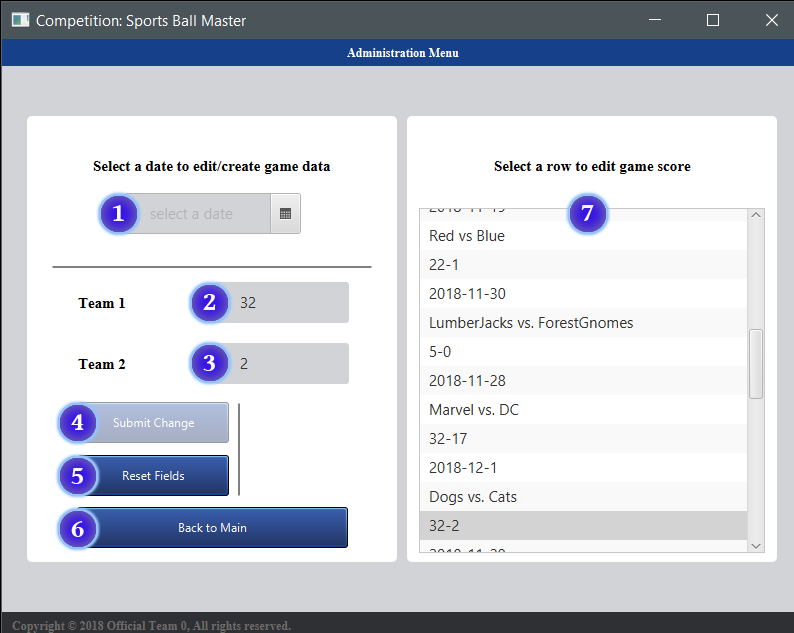 Competition: Sports Ball Master
Administration Menu
Select a date to edit/create game data
1 select a date
Team 1 2 32
Team 2 3 2
4 Submit Change
5 Reset Fields
6 Back to Main
Select a row to edit game score
7
Red vs Blue
22-1
2018-11-30
LumberJacks vs. ForestGnomes
5-0
2018-11-28
Marvel vs. DC
32-17
2018-12-1
Dogs vs. Cats
32-2
Copyright © 2018 Official Team 0, All rights reserved.